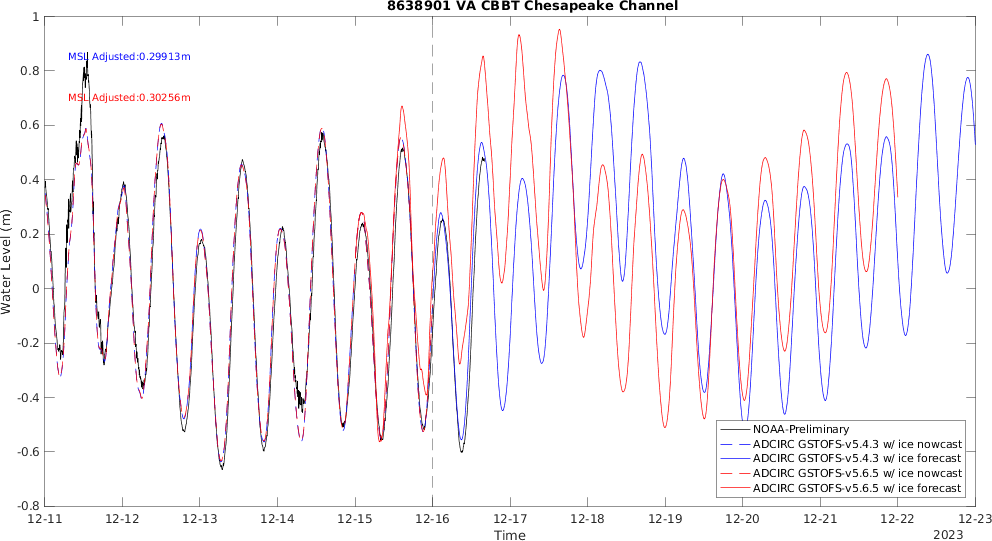 8638901 VA CBBT Chesapeake Channel
1
0.8
0.6
0.4
0.2
0
-0.2
-0.4
-0.6
-0.8
Water Level (m)
MSL Adjusted:0.29913m
MSL Adjusted:0.30256m
NOAA-Preliminary
ADCIRC GSTOFS-v5.4.3 w/ ice nowcast
ADCIRC GSTOFS-v5.4.3 w/ ice forecast
ADCIRC GSTOFS-v5.6.5 w/ ice nowcast
ADCIRC GSTOFS-v5.6.5 w/ ice forecast
12-11 12-12 12-13 12-14 12-15 12-16 12-17 12-18 12-19 12-20 12-21 12-22 12-23
Time
2023